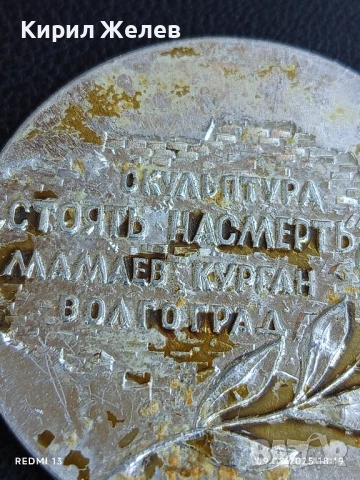 Кирил Желев
СКУЛЬПТУРА
СТОЯТЬ НАСМЕРТЬ
МАМАЕВ КУРГАН
ВОЛГОГРАД
REDMI 13